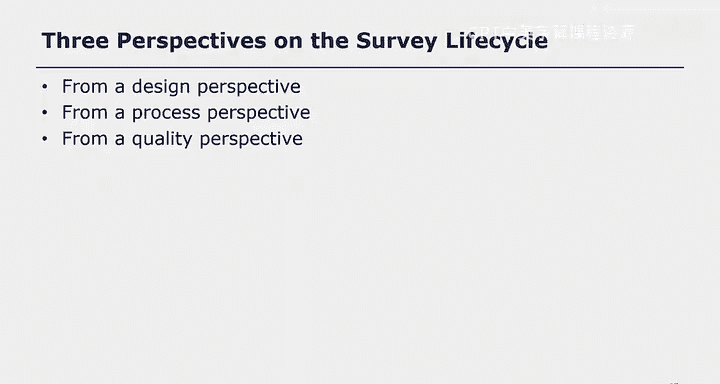 Three Perspectives on the Survey Lifecycle
• From a design perspective
• From a process perspective
• From a quality perspective